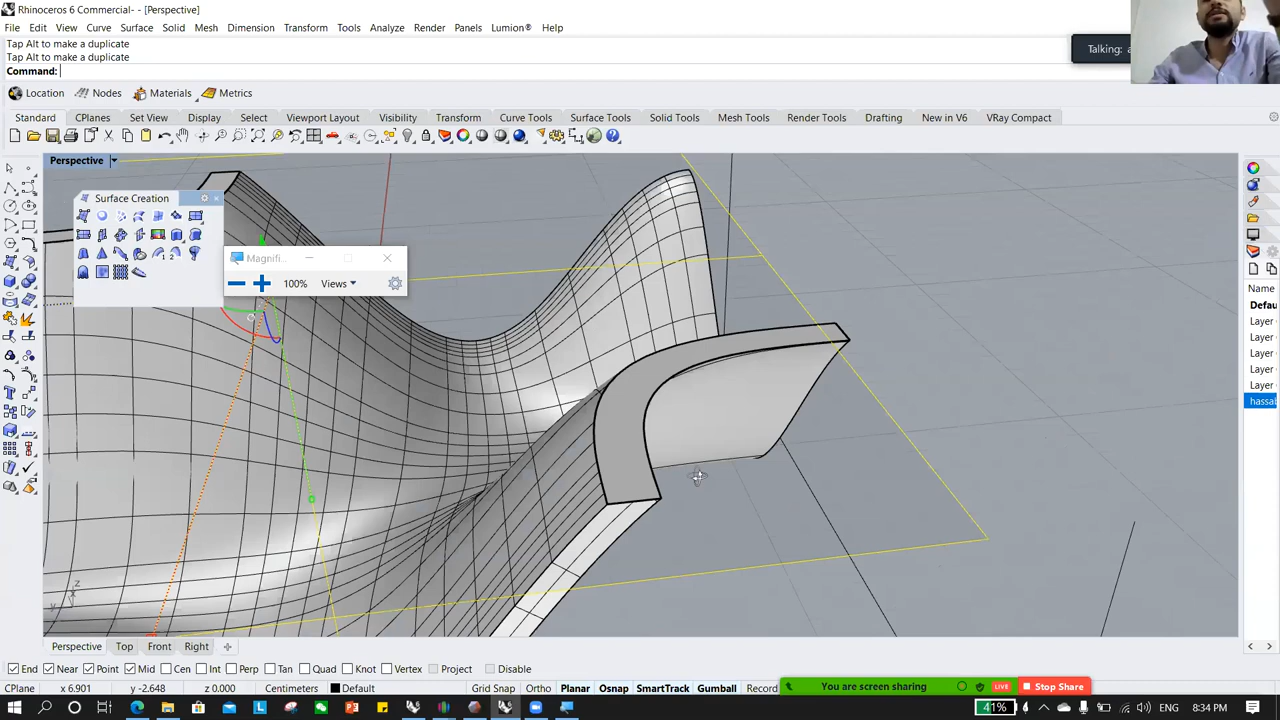 Rhinoceros 6 Commercial- - [Perspective]
File Edit View Curve Surface Solid Mesh Dimension Transform Tools Analyze Render Panels Lumion® Help
Tap Alt to make a duplicate
Tap Alt to make a duplicate
Command:
Talking:
Location Nodes Materials Metrics
Standard CPlanes Set View Display Select Viewport Layout Visibility Transform Curve Tools Surface Tools Solid Tools Mesh Tools Render Tools Drafting New in V6 VRay Compact
Perspective
Surface Creation
Magnifi...
100% Views
Name
Defau
Layer
Layer
Layer
Layer
Layer
hassal
z
y x
Perspective Top Front Right
End Near Point Mid Cen Int Perp Tan Quad Knot Vertex Project Disable
CPlane x 6.901 y -2.648 z 0.000 Centimeters Default Grid Snap Ortho Planar Osnap SmartTrack Gumball Record
You are screen sharing LIVE Stop Share
41% ENG 8:34 PM